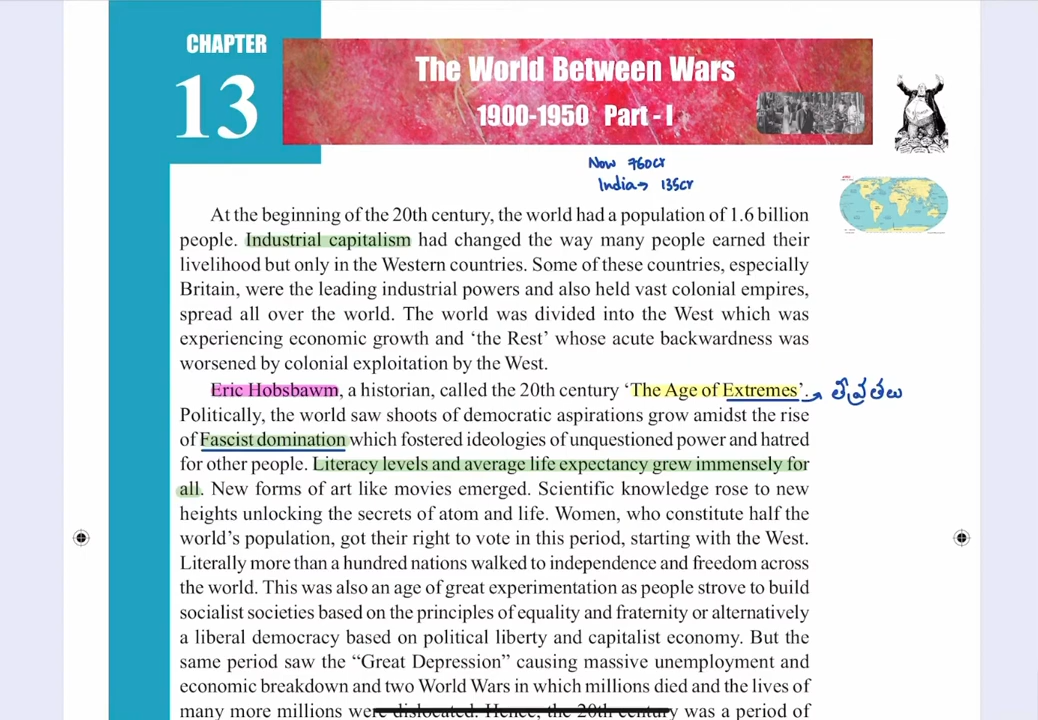 CHAPTER
13
The World Between Wars
1900-1950 Part - I
Now 760cr
India→ 135cr
At the beginning of the 20th century, the world had a population of 1.6 billion
people. Industrial capitalism had changed the way many people earned their
livelihood but only in the Western countries. Some of these countries, especially
Britain, were the leading industrial powers and also held vast colonial empires,
spread all over the world. The world was divided into the West which was
experiencing economic growth and ‘the Rest’ whose acute backwardness was
worsened by colonial exploitation by the West.
Eric Hobsbawm, a historian, called the 20th century ‘The Age of Extremes’. → తీవ్రతలు
Politically, the world saw shoots of democratic aspirations grow amidst the rise
of Fascist domination which fostered ideologies of unquestioned power and hatred
for other people. Literacy levels and average life expectancy grew immensely for
all. New forms of art like movies emerged. Scientific knowledge rose to new
heights unlocking the secrets of atom and life. Women, who constitute half the
world’s population, got their right to vote in this period, starting with the West.
Literally more than a hundred nations walked to independence and freedom across
the world. This was also an age of great experimentation as people strove to build
socialist societies based on the principles of equality and fraternity or alternatively
a liberal democracy based on political liberty and capitalist economy. But the
same period saw the “Great Depression” causing massive unemployment and
economic breakdown and two World Wars in which millions died and the lives of
many more millions were dislocated. Hence, the 20th century was a period of